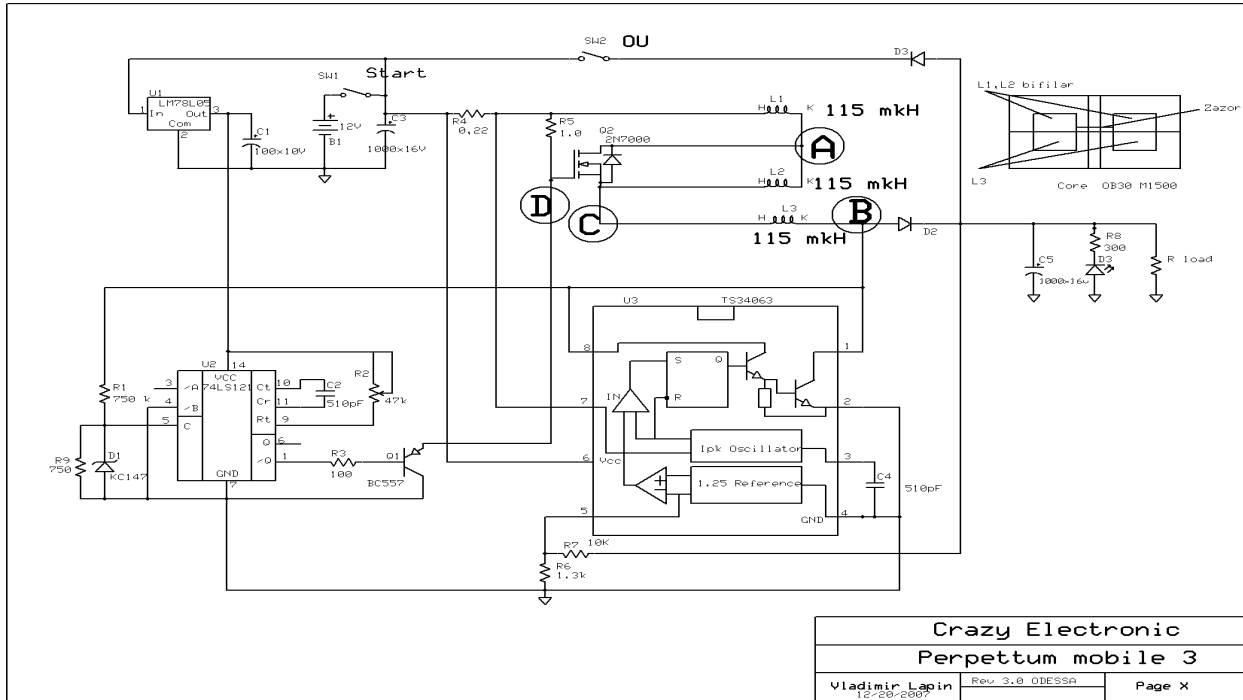 SW2
OU
D3
U1
LM78L05
1
In
Out
3
Com
2
C1
100x10V
SW1
Start
12V
B1
C3
1000x16V
R4
0,22
R5
1.0
Q2
2N7000
L1
K
115 mkH
A
H
L2
K
115 mkH
D
C
H
L3
K
B
115 mkH
D2
L1,L2 bifilar
Zazor
L3
Core OB30 M1500
R8
300
D3
C5
1000x16v
R load
U3
TS34063
8
S
Q
1
IN
R
7
2
Ipk Oscillator
3
6
Vcc
1.25 Reference
C4
510pF
5
GND
4
R7
10K
R6
1.3k
R1
750 k
U2
14
VCC
74LS121
3
/A
4
/B
5
C
Ct
10
Cr
11
Rt
9
Q
6
/Q
1
GND
7
C2
510pF
R2
47k
R9
750
D1
KC147
R3
100
Q1
BC557
Crazy Electronic
Perpettum mobile 3
Vladimir Lapin
12/20/2007
Rev 3.0 ODESSA
Page X